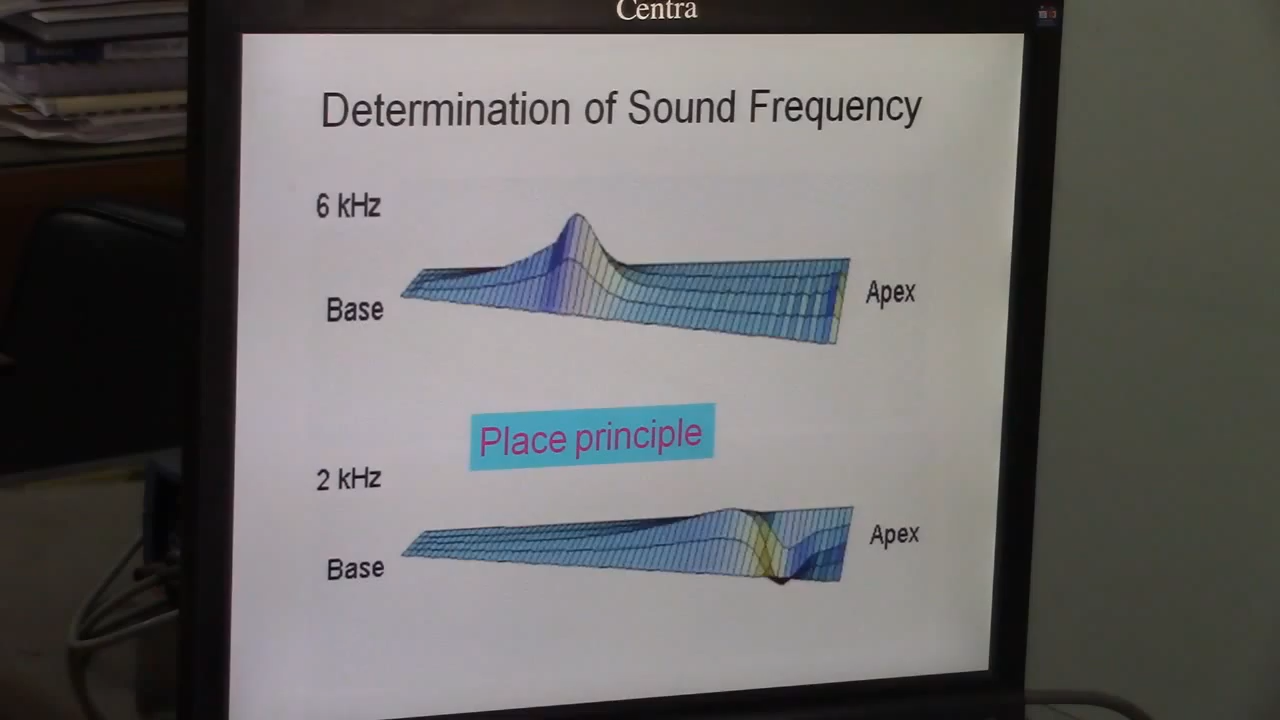 Centra
Determination of Sound Frequency
6 kHz
Base
Apex
Place principle
2 kHz
Base
Apex